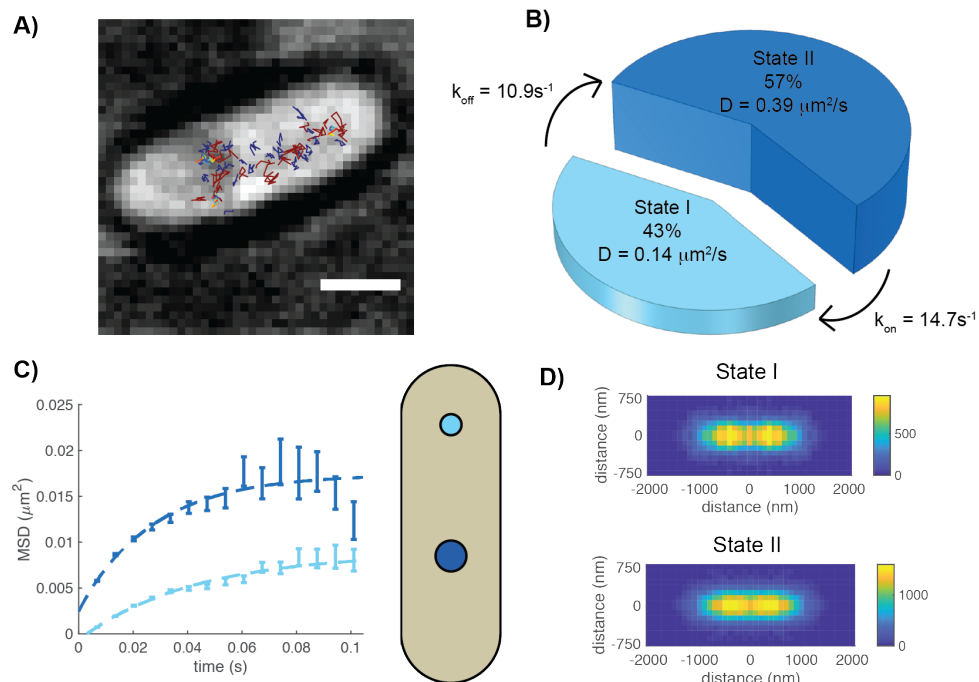 A)
B)
State II
57%
D = 0.39 μm²/s
k_off = 10.9s⁻¹
State I
43%
D = 0.14 μm²/s
k_on = 14.7s⁻¹
C)
0.025
0.02
0.015
0.01
0.005
0
MSD (μm²)
0 0.02 0.04 0.06 0.08 0.1
time (s)
D)
State I
750
0
-750
distance (nm)
-2000 -1000 0 1000 2000
distance (nm)
500
0
State II
750
0
-750
distance (nm)
-2000 -1000 0 1000 2000
distance (nm)
1000
0